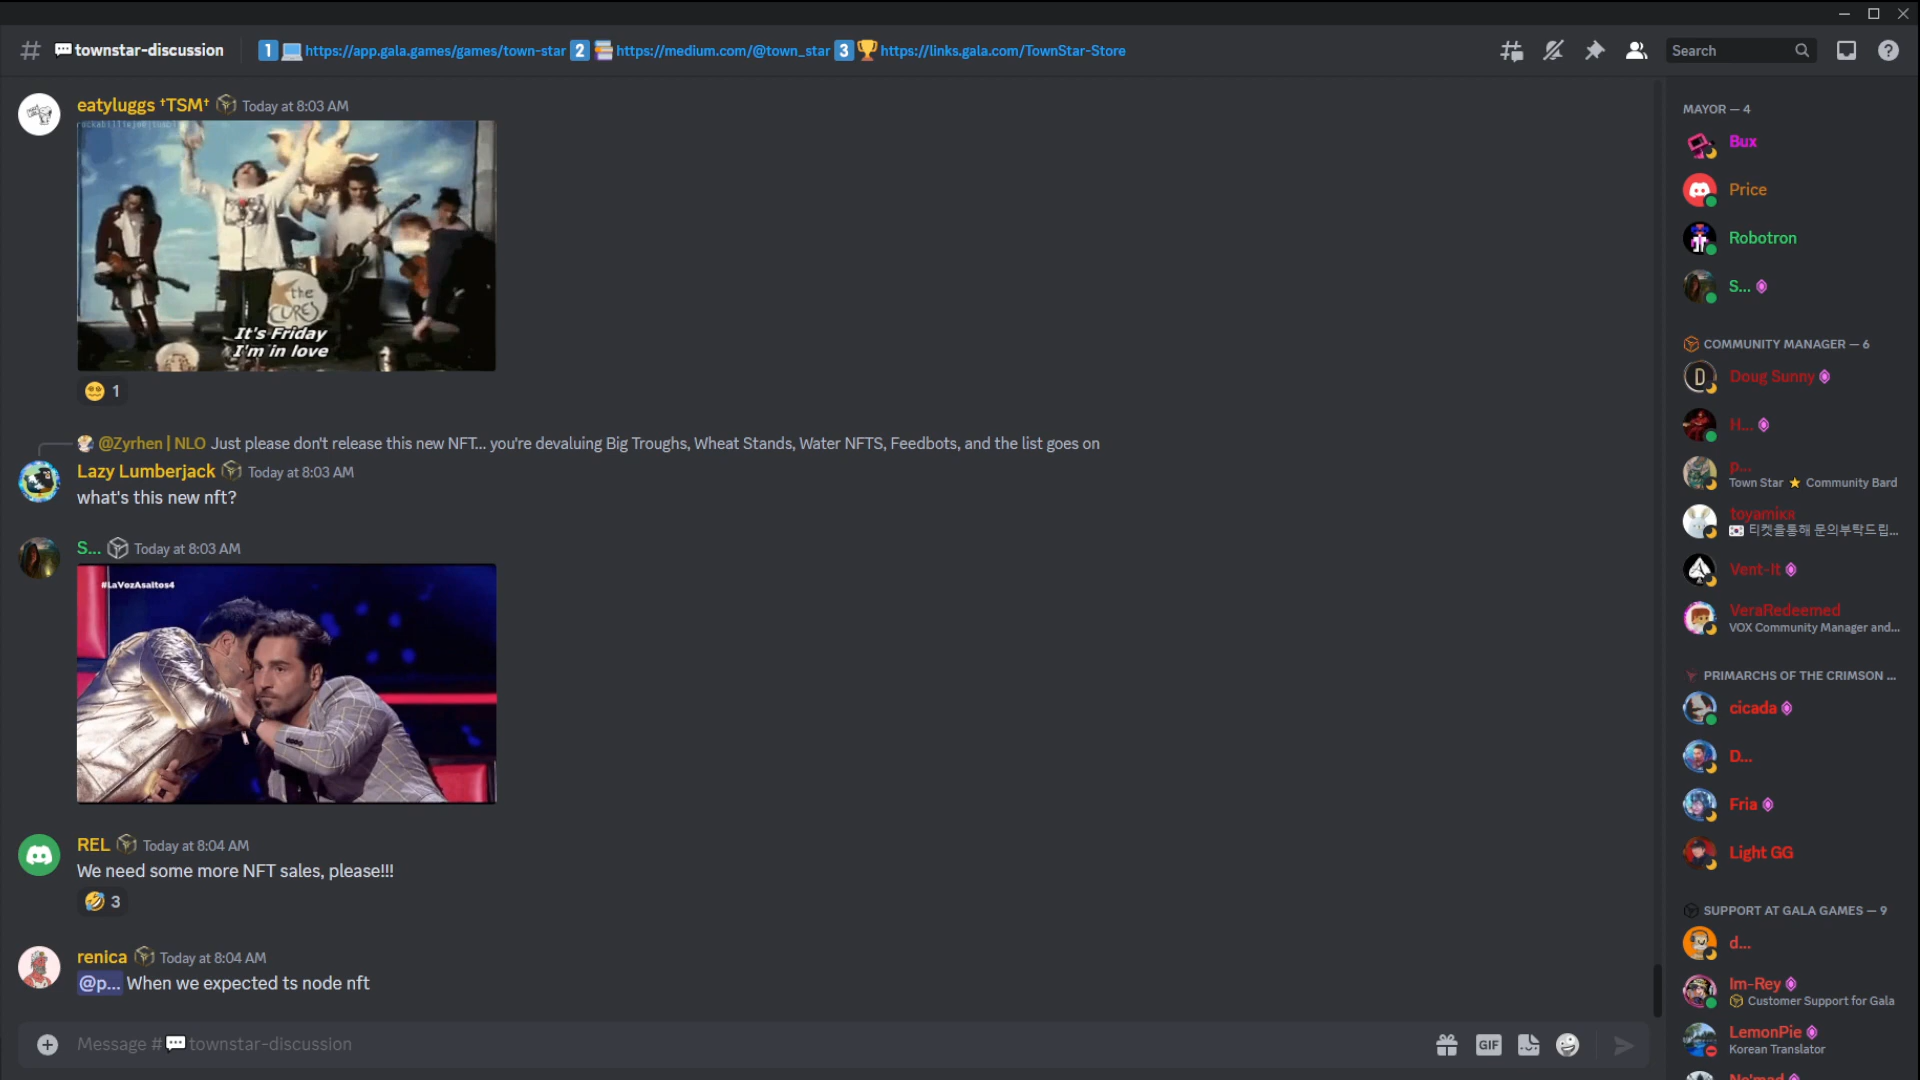 townstar-discussion
1 https://app.gala.games/games/town-star 2 https://medium.com/@town_star 3 https://links.gala.com/TownStar-Store
Search
eatyluggs †TSM† Today at 8:03 AM
the
CURES
It's Friday
I'm in love
1
@Zyrhen | NLO Just please don't release this new NFT... you're devaluing Big Troughs, Wheat Stands, Water NFTS, Feedbots, and the list goes on
Lazy Lumberjack Today at 8:03 AM
what's this new nft?
S... Today at 8:03 AM
#LaVozAsaltos4
REL Today at 8:04 AM
We need some more NFT sales, please!!!
3
renica Today at 8:04 AM
@p... When we expected ts node nft
Message # townstar-discussion
GIF
MAYOR — 4
Bux
Price
Robotron
S...
COMMUNITY MANAGER — 6
D
Doug Sunny
H...
p...
Town Star Community Bard
toyamiKR
티켓을통해 문의부탁드립...
Vent-It
VeraRedeemed
VOX Community Manager and...
PRIMARCHS OF THE CRIMSON ...
cicada
D...
Fria
Light GG
SUPPORT AT GALA GAMES — 9
d...
Im-Rey
Customer Support for Gala
LemonPie
Korean Translator
No'mad